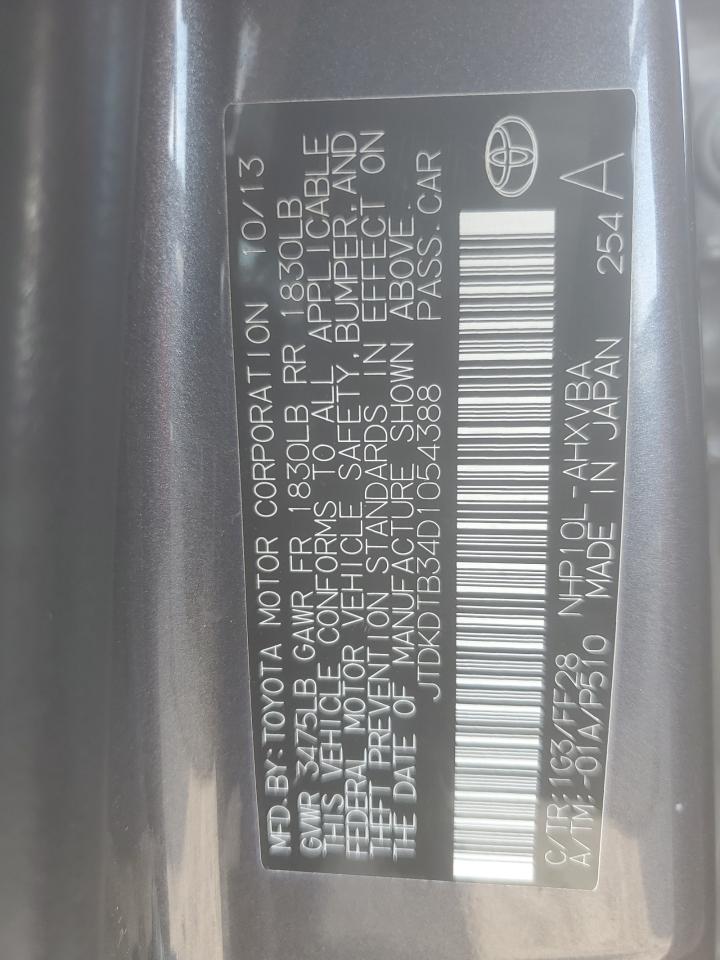 MFD.BY:TOYOTA MOTOR CORPORATION 10/13
GVWR 3475LB GAWR FR 1830LB RR 1830LB
THIS VEHICLE CONFORMS TO ALL APPLICABLE
FEDERAL MOTOR VEHICLE SAFETY,BUMPER,AND
THEFT PREVENTION STANDARDS IN EFFECT ON
THE DATE OF MANUFACTURE SHOWN ABOVE.
JTDKDTB34D1054388 PASS.CAR
C/TR:1G3/FF28 NHP10L-AHXVBA 254 A
A/TM:-01A/P510 MADE IN JAPAN